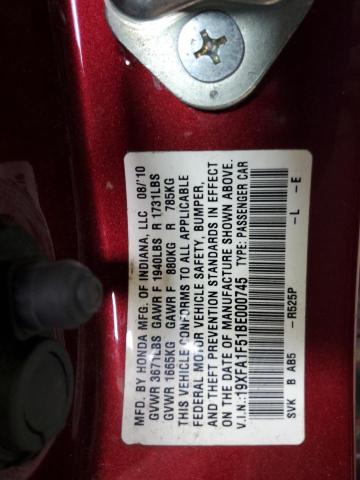 MFD. BY HONDA MFG. OF INDIANA, LLC 08/'10
GVWR 3671LBS GAWR F 1940LBS R 1731LBS
GVWR 1665KG GAWR F 880KG R 785KG
THIS VEHICLE CONFORMS TO ALL APPLICABLE
FEDERAL MOTOR VEHICLE SAFETY, BUMPER,
AND THEFT PREVENTION STANDARDS IN EFFECT
ON THE DATE OF MANUFACTURE SHOWN ABOVE.
V.I.N.:19XFA1F51BE000745 TYPE: PASSENGER CAR
-R525P -L -E
SVK B AB5